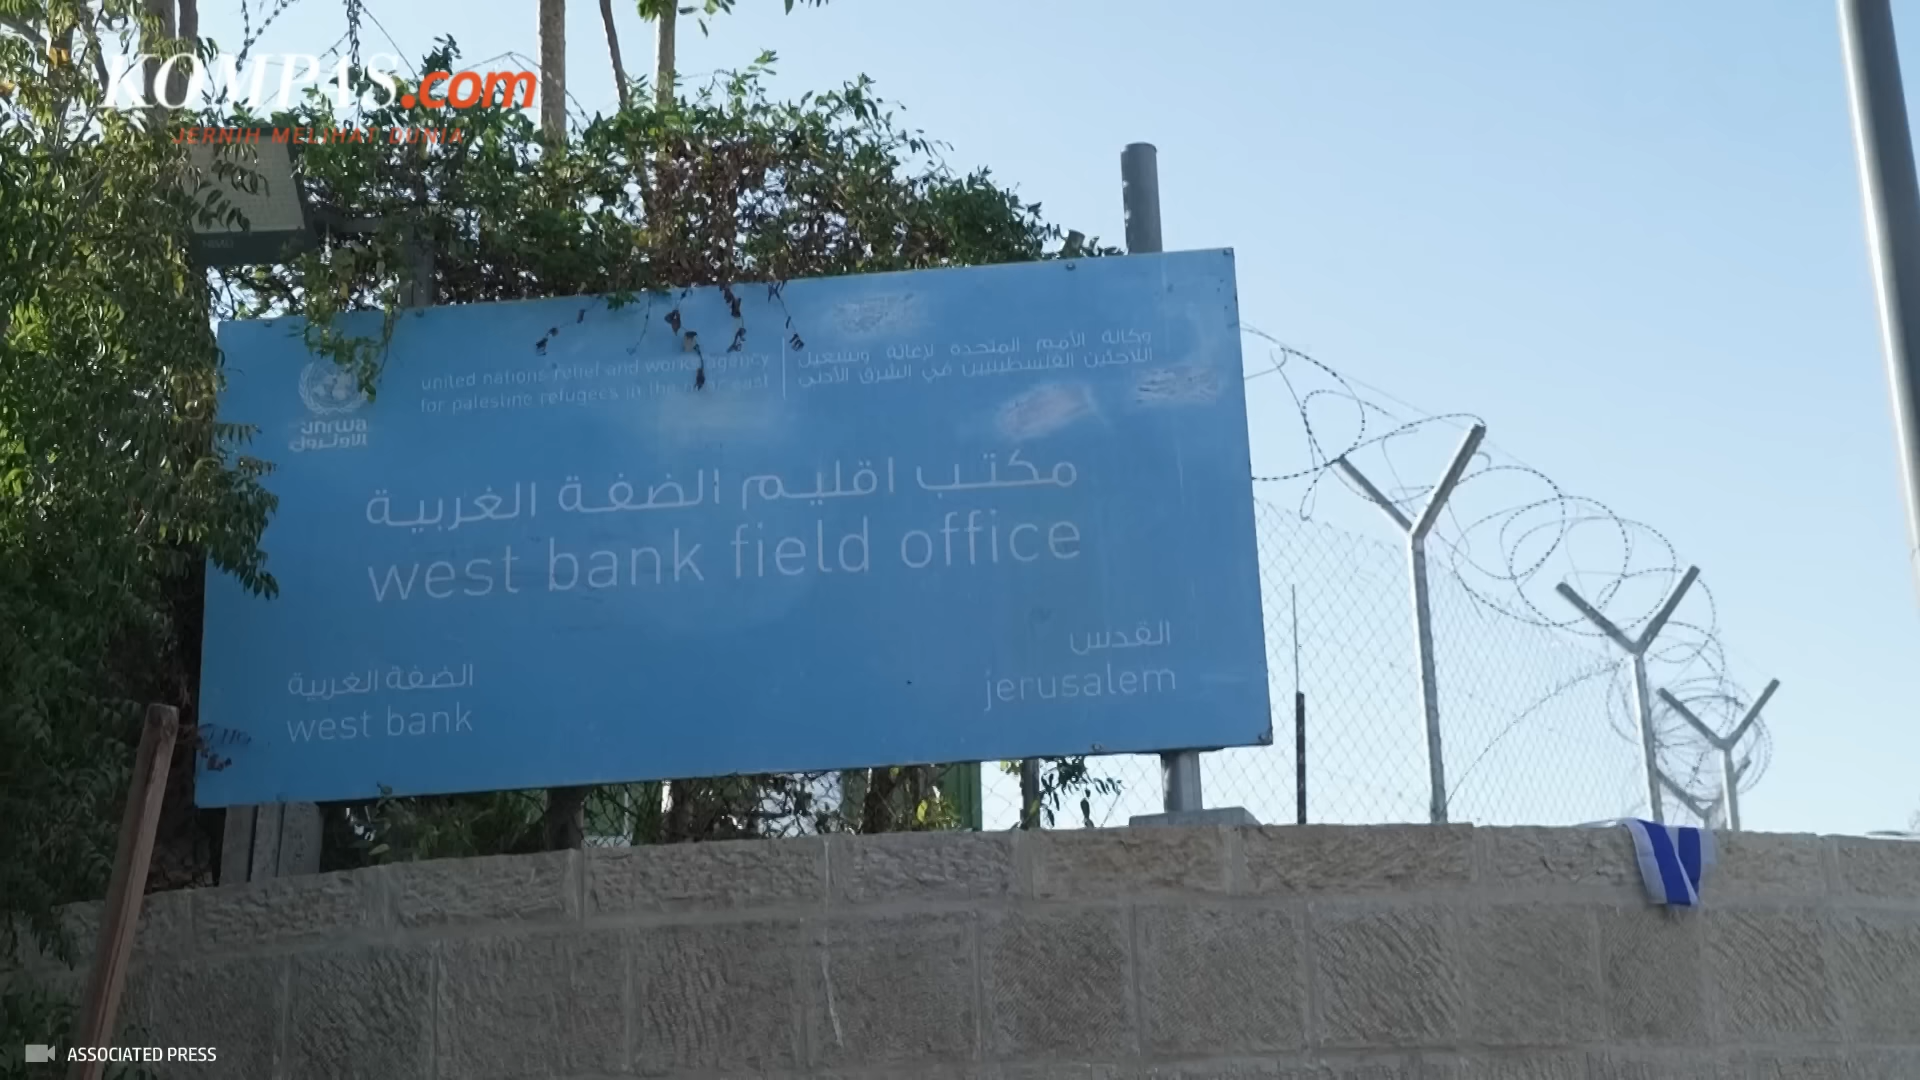 KOMPAS.com
JERNIH MELIHAT DUNIA
united nations relief and works agency
for palestine refugees in the near east
وكالة الأمم المتحدة لإغاثة وتشغيل
اللاجئين الفلسطينيين في الشرق الأدنى
unrwa
الأونروا
مكتب اقليم الضفة الغربية
west bank field office
الضفة الغربية
west bank
القدس
jerusalem
ASSOCIATED PRESS